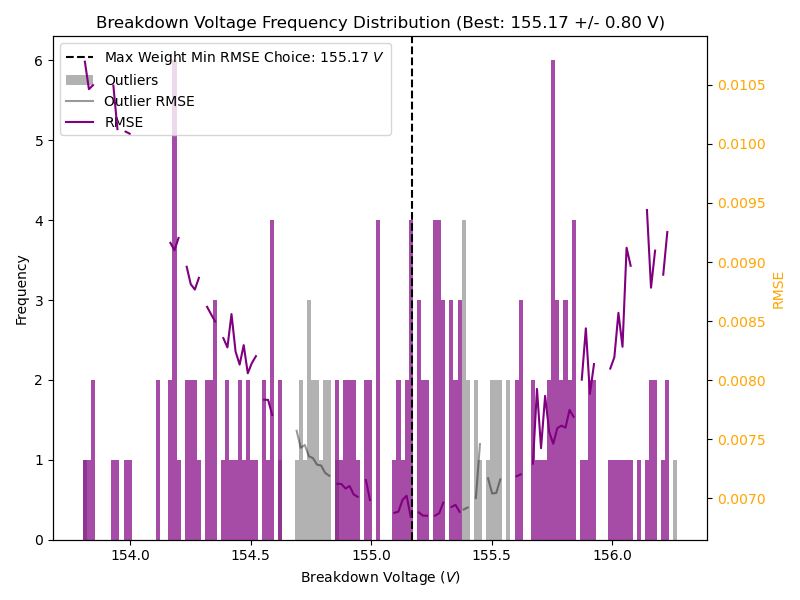 Breakdown Voltage Frequency Distribution (Best: 155.17 +/- 0.80 V)
Max Weight Min RMSE Choice: 155.17 V
Outliers
Outlier RMSE
RMSE
Frequency
6
5
4
3
2
1
0
0.0105
0.0100
0.0095
0.0090
0.0085
0.0080
0.0075
0.0070
RMSE
154.0 154.5 155.0 155.5 156.0
Breakdown Voltage (V)